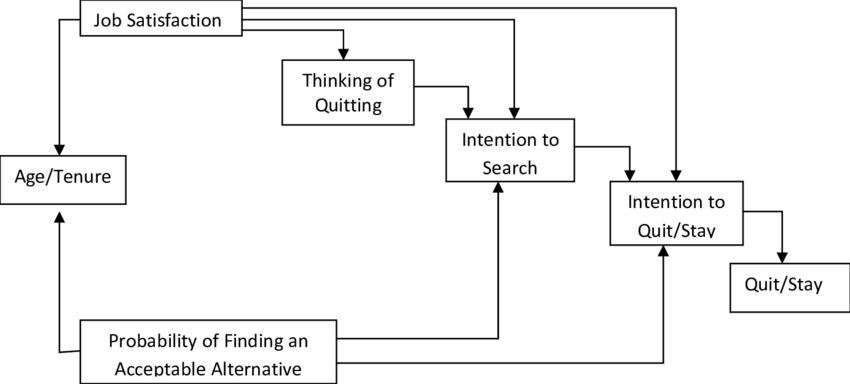 Job Satisfaction
Thinking of
Quitting
Intention to
Search
Age/Tenure
Intention to
Quit/Stay
Quit/Stay
Probability of Finding an
Acceptable Alternative